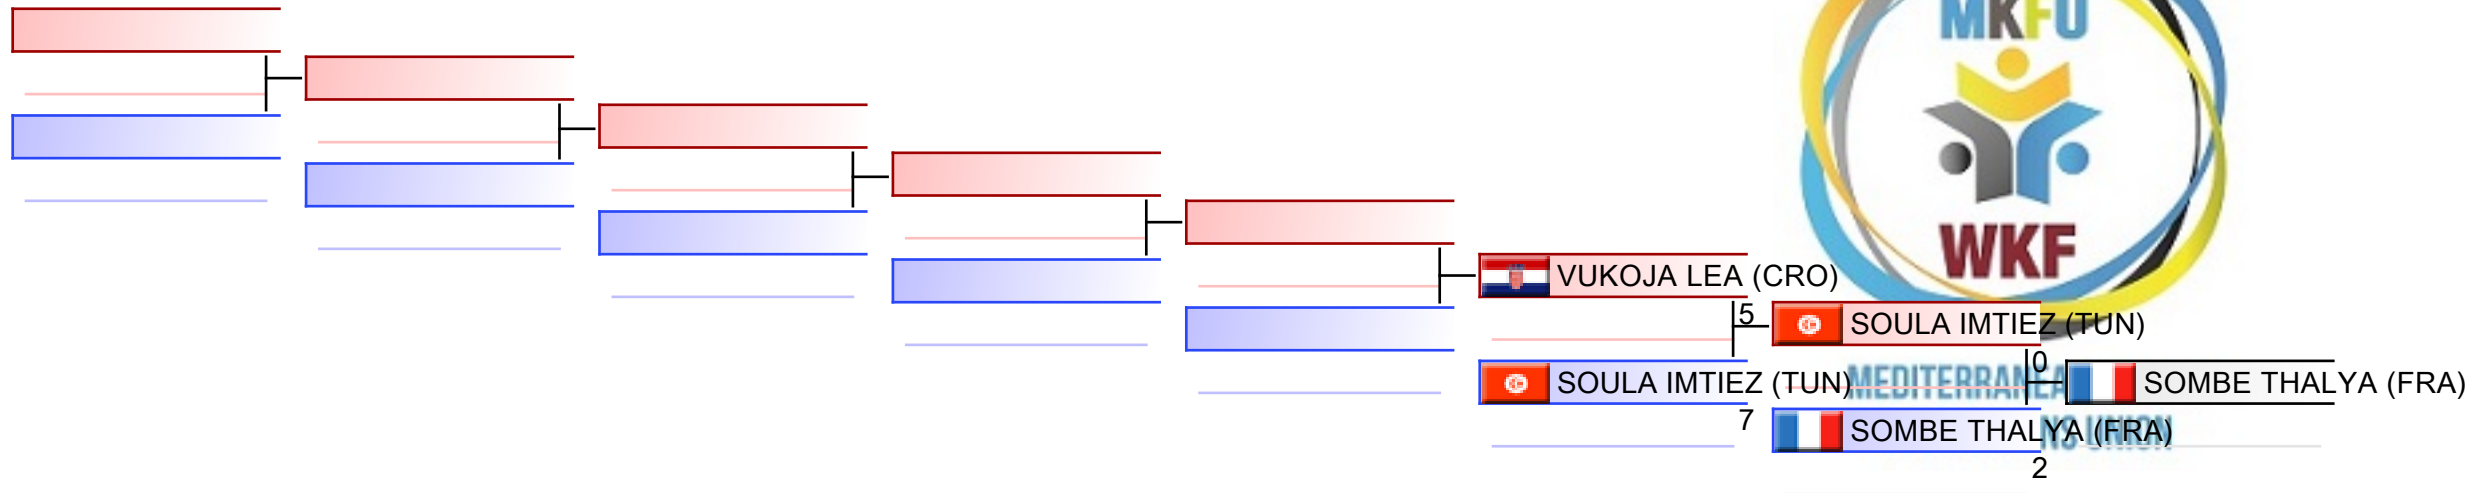 MKFU
WKF
VUKOJA LEA (CRO)
5
SOULA IMTIEZ (TUN)
0
SOULA IMTIEZ (TUN)
7
SOMBE THALYA (FRA)
SOMBE THALYA (FRA)
2